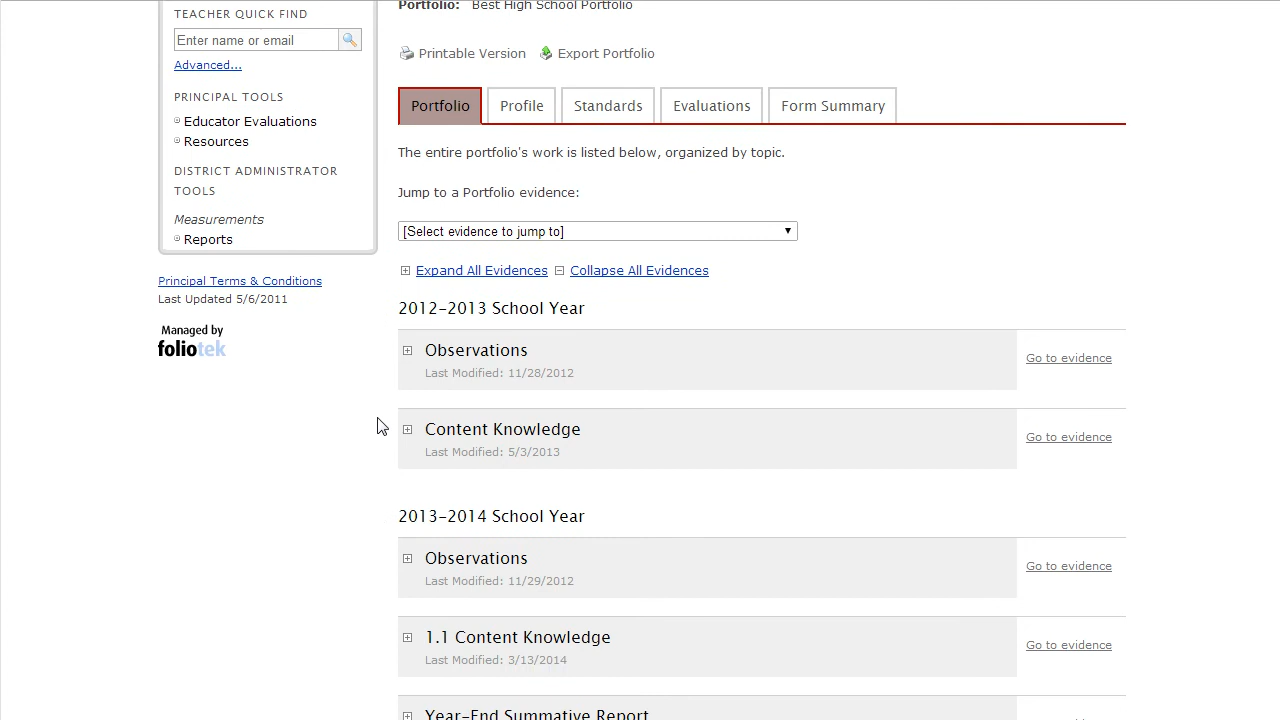 TEACHER QUICK FIND
Enter name or email
Advanced...
PRINCIPAL TOOLS
Educator Evaluations
Resources
DISTRICT ADMINISTRATOR
TOOLS
Measurements
Reports
Principal Terms & Conditions
Last Updated 5/6/2011
Managed by
foliotek
Portfolio: Best High School Portfolio
Printable Version Export Portfolio
Portfolio Profile Standards Evaluations Form Summary
The entire portfolio's work is listed below, organized by topic.
Jump to a Portfolio evidence:
[Select evidence to jump to]
Expand All Evidences Collapse All Evidences
2012-2013 School Year
Observations
Last Modified: 11/28/2012
Go to evidence
Content Knowledge
Last Modified: 5/3/2013
Go to evidence
2013-2014 School Year
Observations
Last Modified: 11/29/2012
Go to evidence
1.1 Content Knowledge
Last Modified: 3/13/2014
Go to evidence
Year-End Summative Report